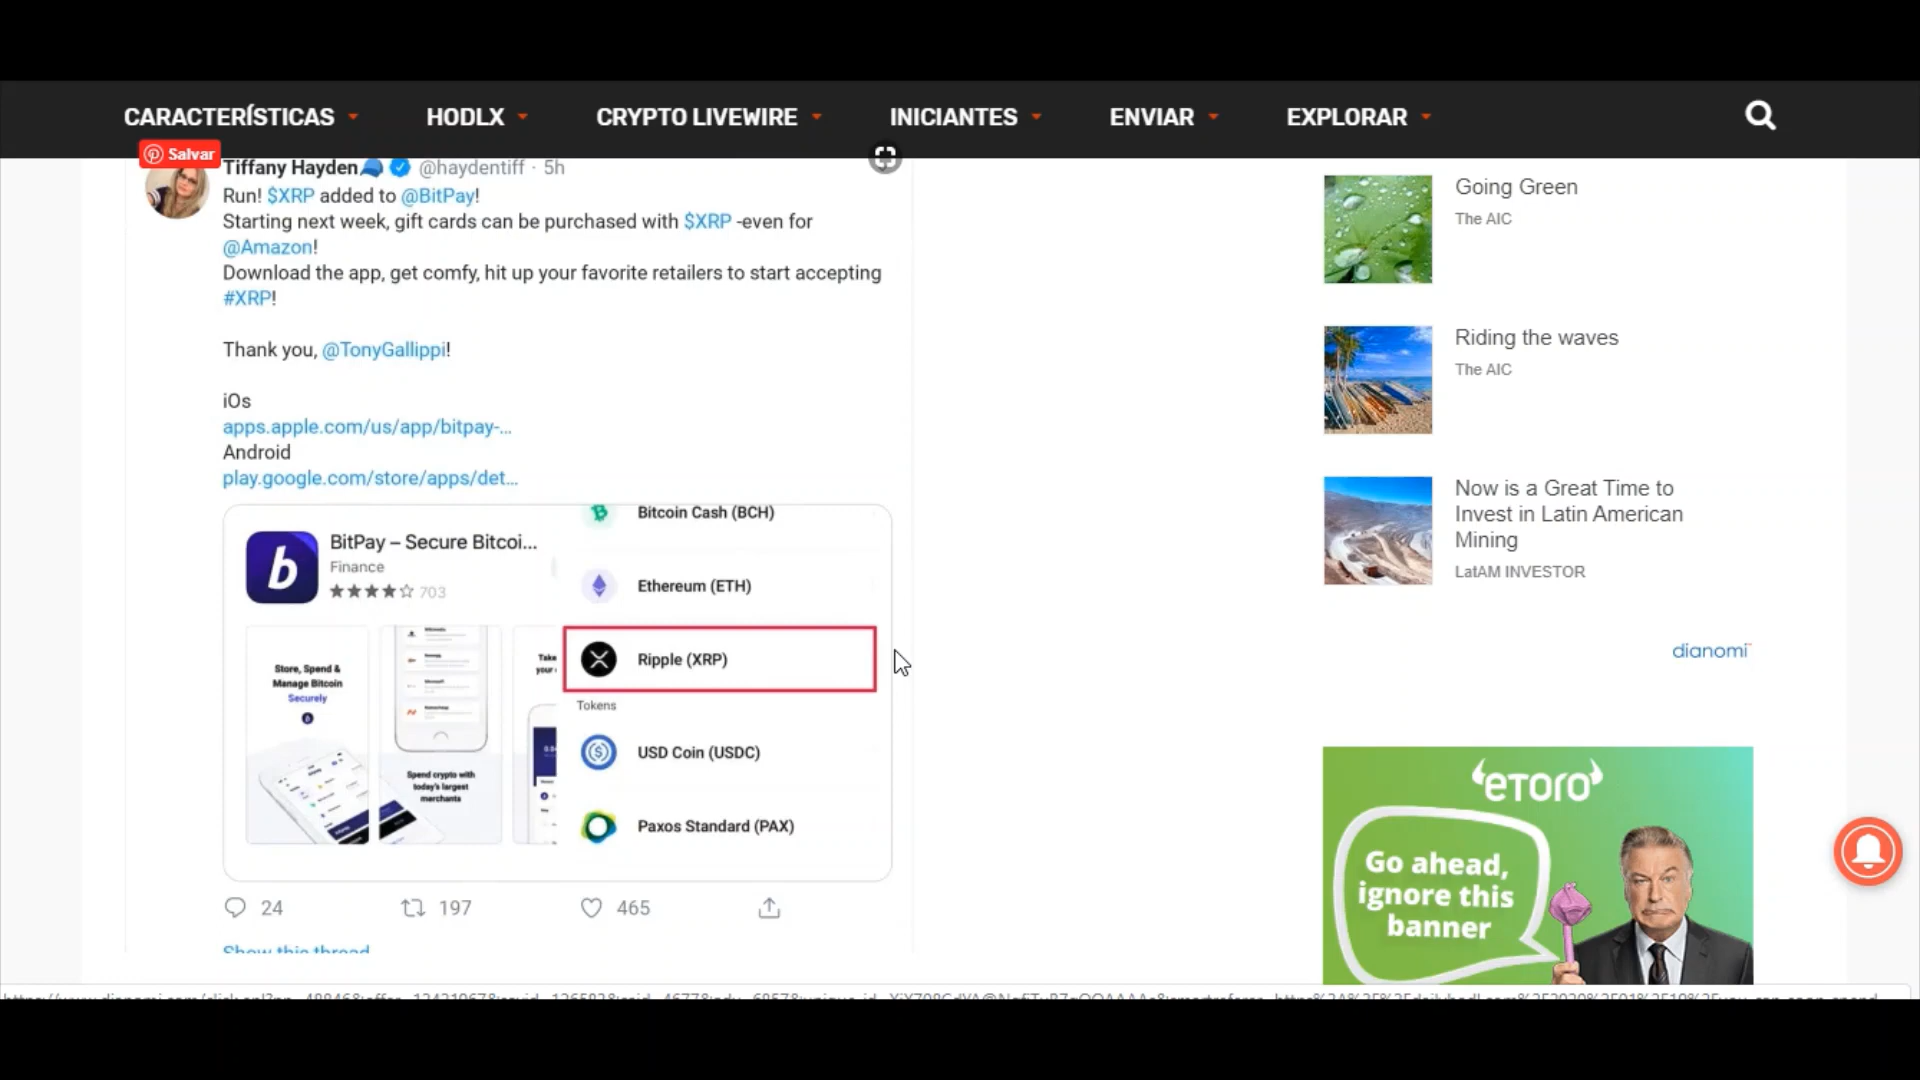 CARACTERÍSTICAS HODLX CRYPTO LIVEWIRE INICIANTES ENVIAR EXPLORAR
Salvar
Tiffany Hayden @haydentiff · 5h
Run! $XRP added to @BitPay!
Starting next week, gift cards can be purchased with $XRP -even for
@Amazon!
Download the app, get comfy, hit up your favorite retailers to start accepting
#XRP!
Thank you, @TonyGallippi!
iOs
apps.apple.com/us/app/bitpay-...
Android
play.google.com/store/apps/det...
BitPay – Secure Bitcoi...
Finance
703
Store, Spend &
Manage Bitcoin
Securely
Spend crypto with
today's largest
merchants
Take
your
Bitcoin Cash (BCH)
Ethereum (ETH)
Ripple (XRP)
Tokens
USD Coin (USDC)
Paxos Standard (PAX)
24 197 465
Show this thread
Going Green
The AIC
Riding the waves
The AIC
Now is a Great Time to
Invest in Latin American
Mining
LatAM INVESTOR
dianomi
eTORO
Go ahead,
ignore this
banner